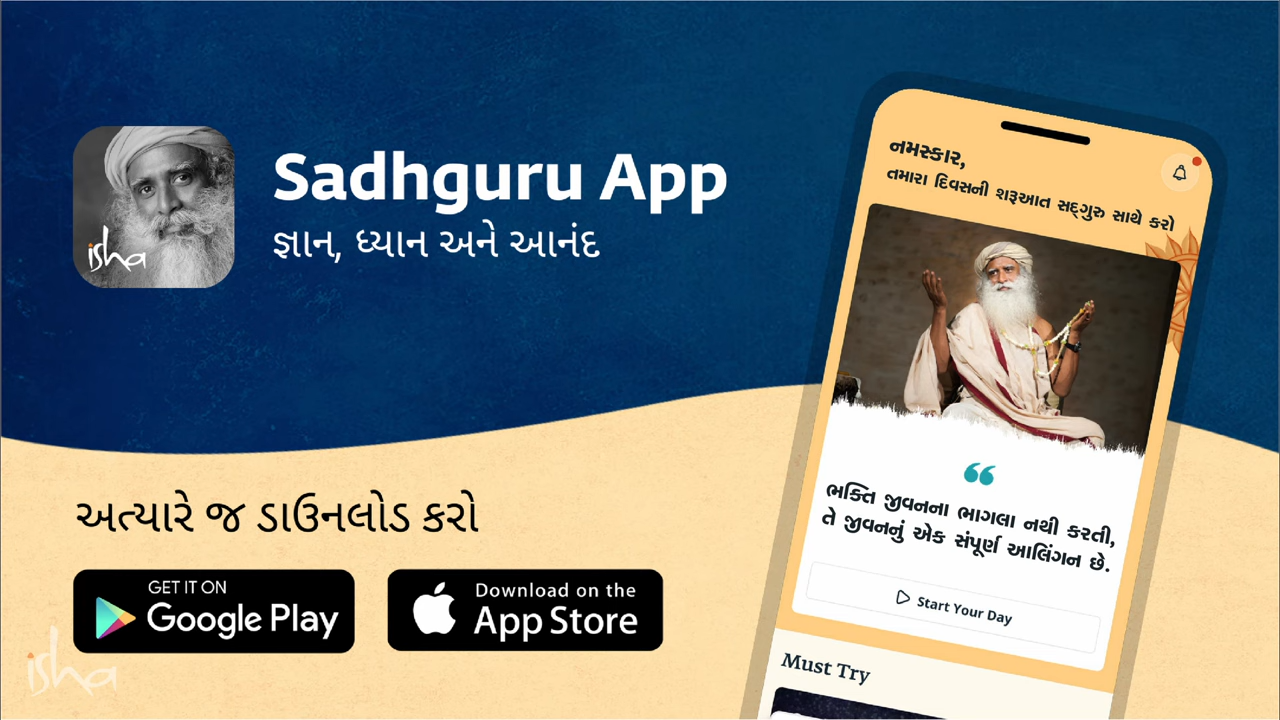 Sadhguru App
જ્ઞાન, ધ્યાન અને આનંદ
isha
અત્યારે જ ડાઉનલોડ કરો
GET IT ON
Google Play
Download on the
App Store
isha
નમસ્કાર,
તમારા દિવસની શરૂઆત સદ્‌ગુરુ સાથે કરો
ભક્તિ જીવનના ભાગલા નથી કરતી,
તે જીવનનું એક સંપૂર્ણ આલિંગન છે.
Start Your Day
Must Try